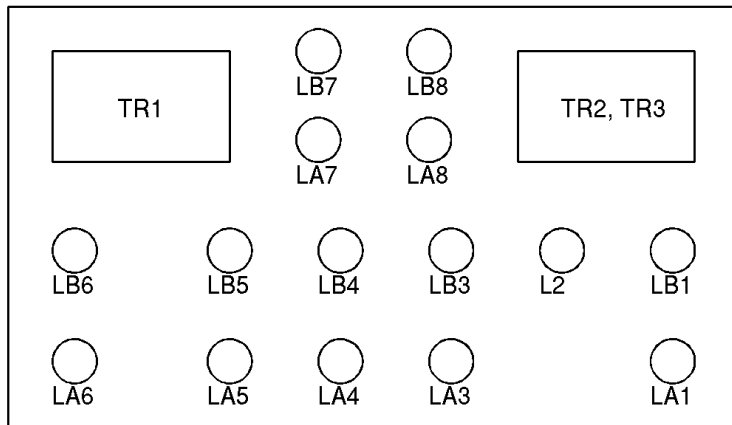 LB7 LB8
TR1 TR2, TR3
LA7 LA8
LB6 LB5 LB4 LB3 L2 LB1
LA6 LA5 LA4 LA3 LA1